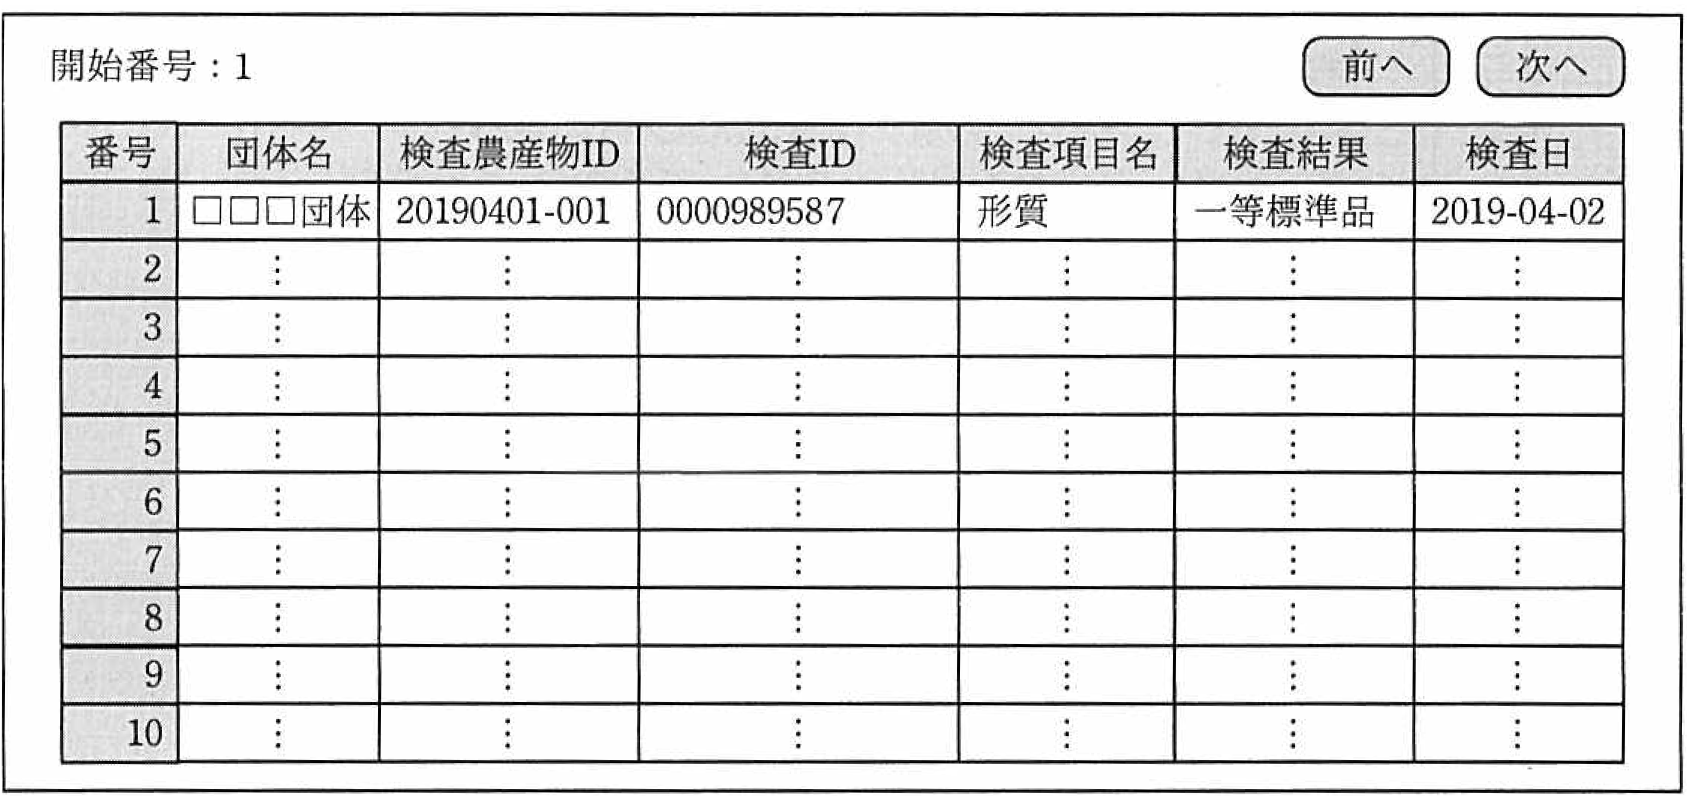 開始番号：1
前へ 次へ
番号 団体名 検査農産物ID 検査ID 検査項目名 検査結果 検査日
1 □□□団体 20190401-001 0000989587 形質 一等標準品 2019-04-02
2 ⋮ ⋮ ⋮ ⋮ ⋮ ⋮
3 ⋮ ⋮ ⋮ ⋮ ⋮ ⋮
4 ⋮ ⋮ ⋮ ⋮ ⋮ ⋮
5 ⋮ ⋮ ⋮ ⋮ ⋮ ⋮
6 ⋮ ⋮ ⋮ ⋮ ⋮ ⋮
7 ⋮ ⋮ ⋮ ⋮ ⋮ ⋮
8 ⋮ ⋮ ⋮ ⋮ ⋮ ⋮
9 ⋮ ⋮ ⋮ ⋮ ⋮ ⋮
10 ⋮ ⋮ ⋮ ⋮ ⋮ ⋮